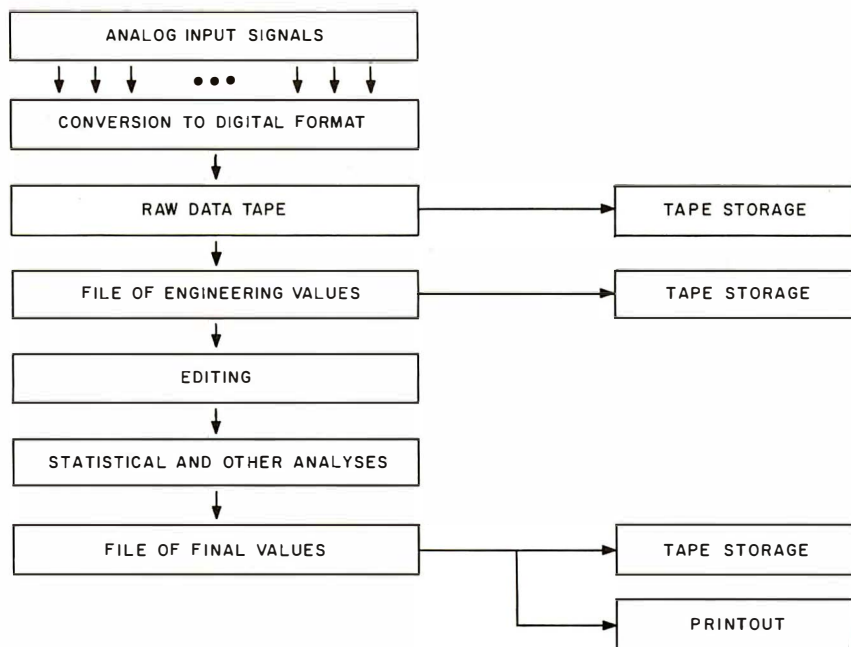 ANALOG INPUT SIGNALS
CONVERSION TO DIGITAL FORMAT
RAW DATA TAPE
TAPE STORAGE
FILE OF ENGINEERING VALUES
TAPE STORAGE
EDITING
STATISTICAL AND OTHER ANALYSES
FILE OF FINAL VALUES
TAPE STORAGE
PRINTOUT